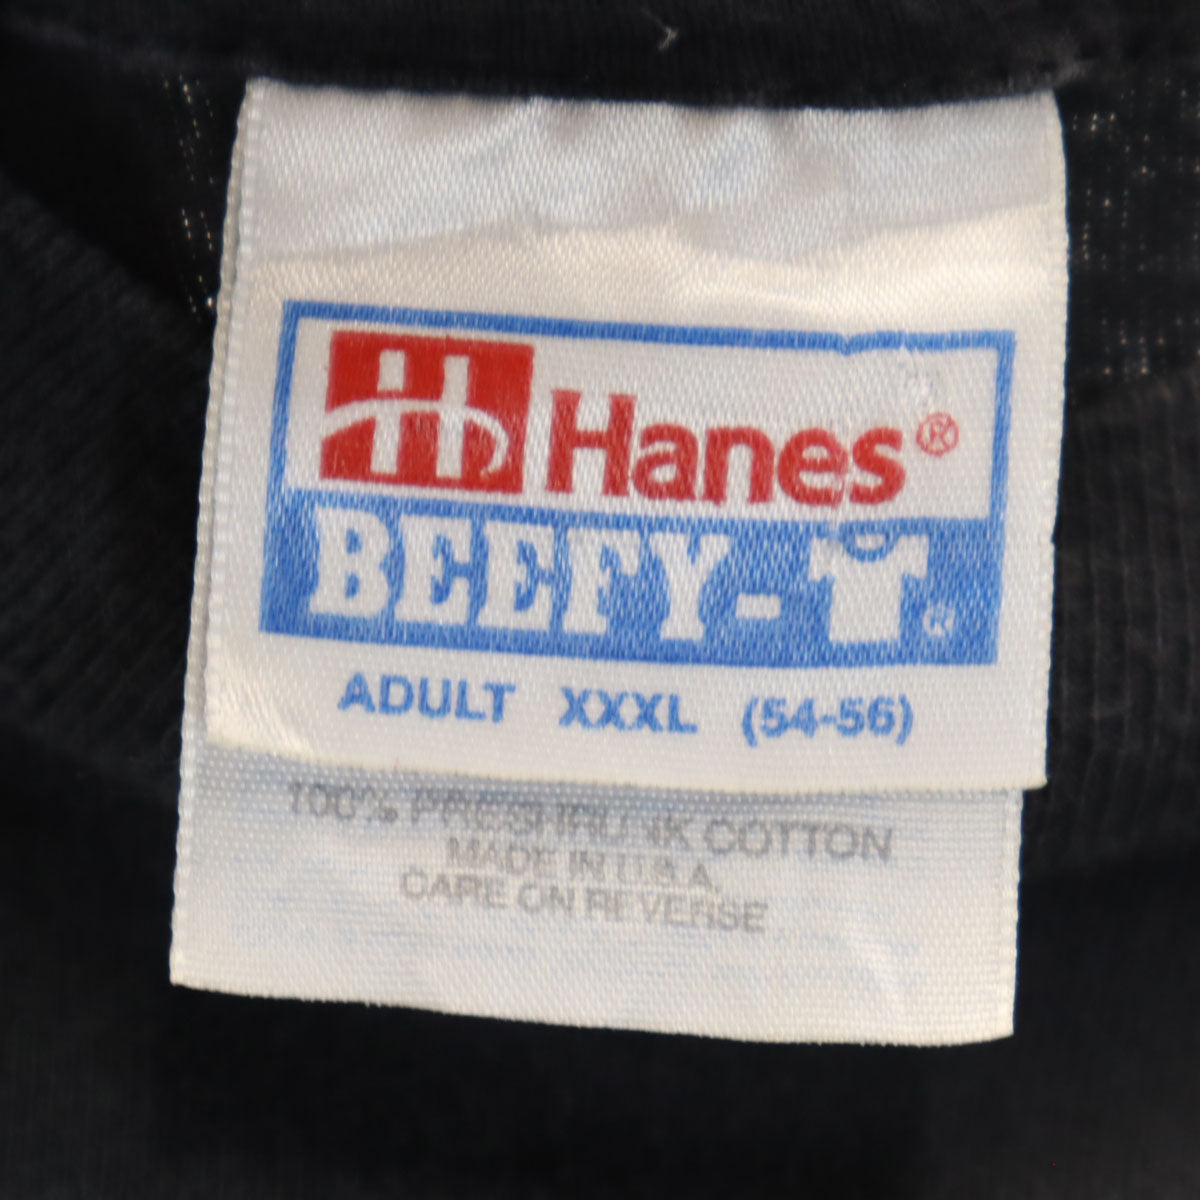 Hanes®
BEEFY-T®
ADULT XXXL (54-56)
100% PRESHRUNK COTTON
MADE IN U.S.A.
CARE ON REVERSE